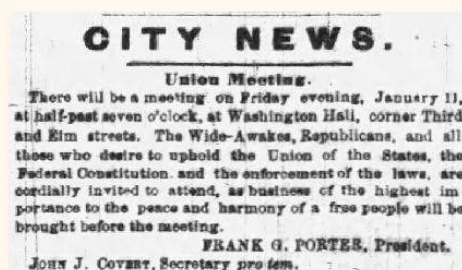 CITY NEWS.
Union Meeting.
There will be a meeting on Friday evening, January 11,
at half-past seven o'clock, at Washington Hall, corner Third
and Elm streets. The Wide-Awakes, Republicans, and all
those who desire to uphold the Union of the States, the
Federal Constitution and the enforcement of the laws, are
cordially invited to attend, as business of the highest im
portance to the peace and harmony of a free people will be
brought before the meeting.
FRANK G. PORTER, President.
JOHN J. COVERT, Secretary pro tem.